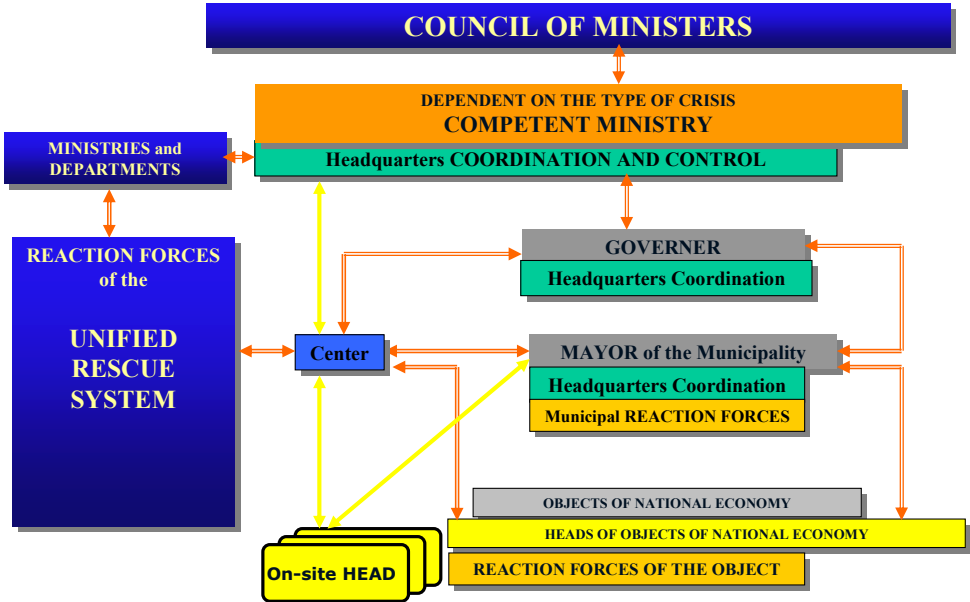 COUNCIL OF MINISTERS
DEPENDENT ON THE TYPE OF CRISIS
COMPETENT MINISTRY
Headquarters COORDINATION AND CONTROL
MINISTRIES and
DEPARTMENTS
REACTION FORCES
of the
UNIFIED
RESCUE
SYSTEM
GOVERNER
Headquarters Coordination
Center
MAYOR of the Municipality
Headquarters Coordination
Municipal REACTION FORCES
OBJECTS OF NATIONAL ECONOMY
HEADS OF OBJECTS OF NATIONAL ECONOMY
REACTION FORCES OF THE OBJECT
On-site HEAD